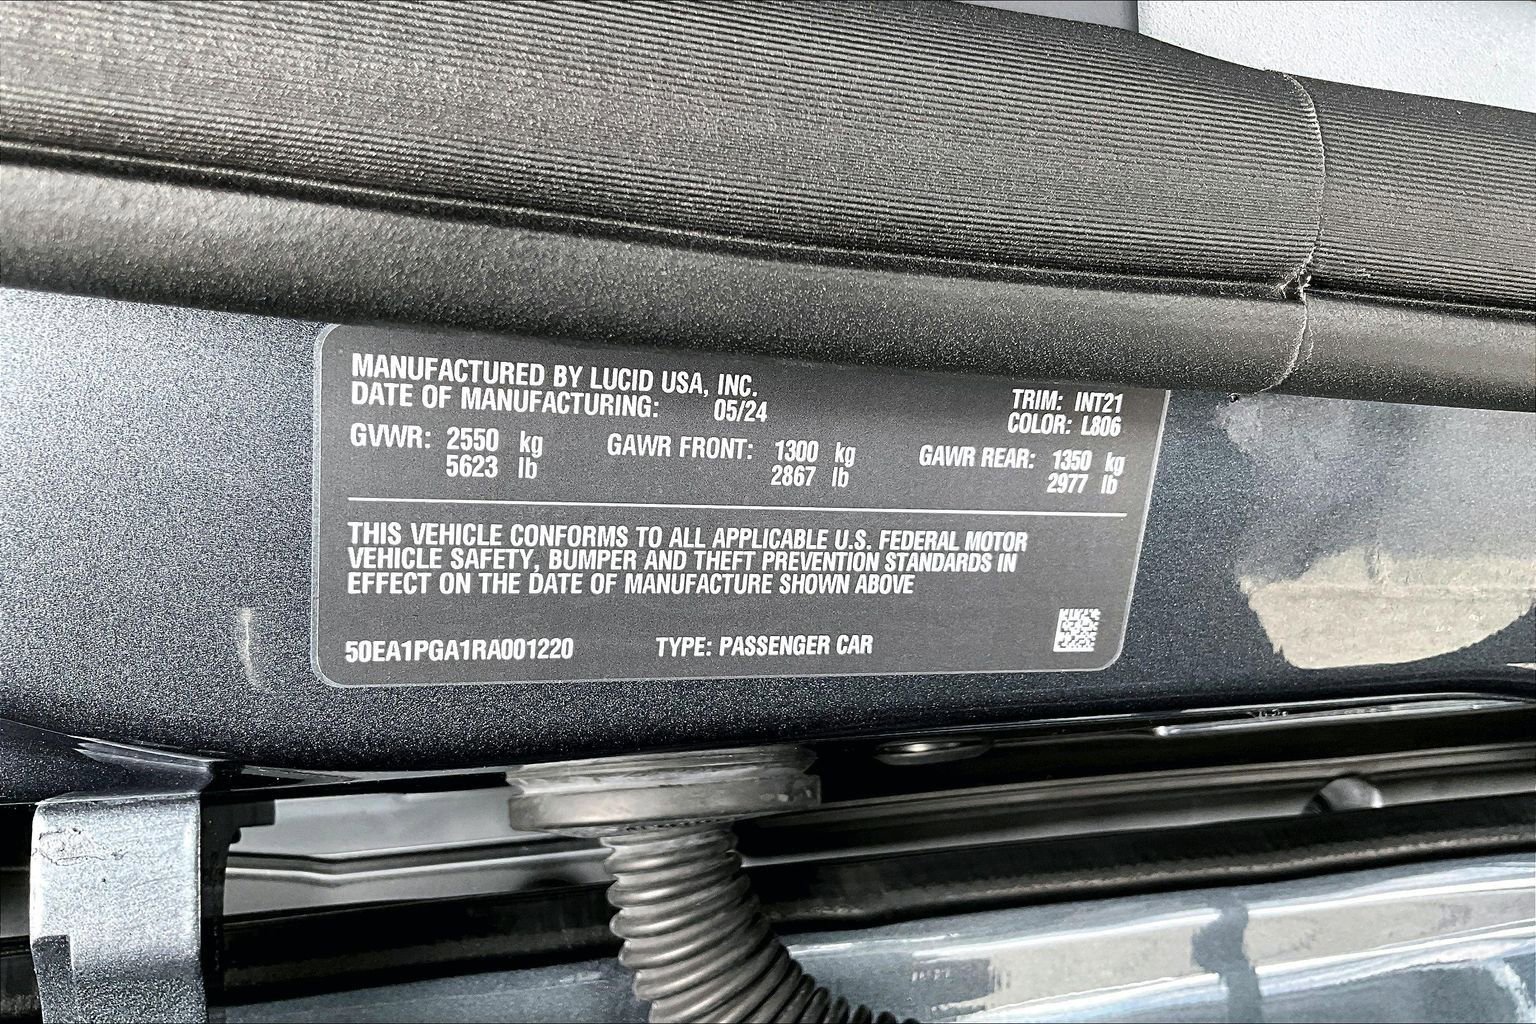 MANUFACTURED BY LUCID USA, INC.
DATE OF MANUFACTURING: 05/24
TRIM: INT21
COLOR: L806
GVWR: 2550 kg GAWR FRONT: 1300 kg GAWR REAR: 1350 kg
5623 lb 2867 lb 2977 lb
THIS VEHICLE CONFORMS TO ALL APPLICABLE U.S. FEDERAL MOTOR
VEHICLE SAFETY, BUMPER AND THEFT PREVENTION STANDARDS IN
EFFECT ON THE DATE OF MANUFACTURE SHOWN ABOVE
50EA1PGA1RA001220 TYPE: PASSENGER CAR